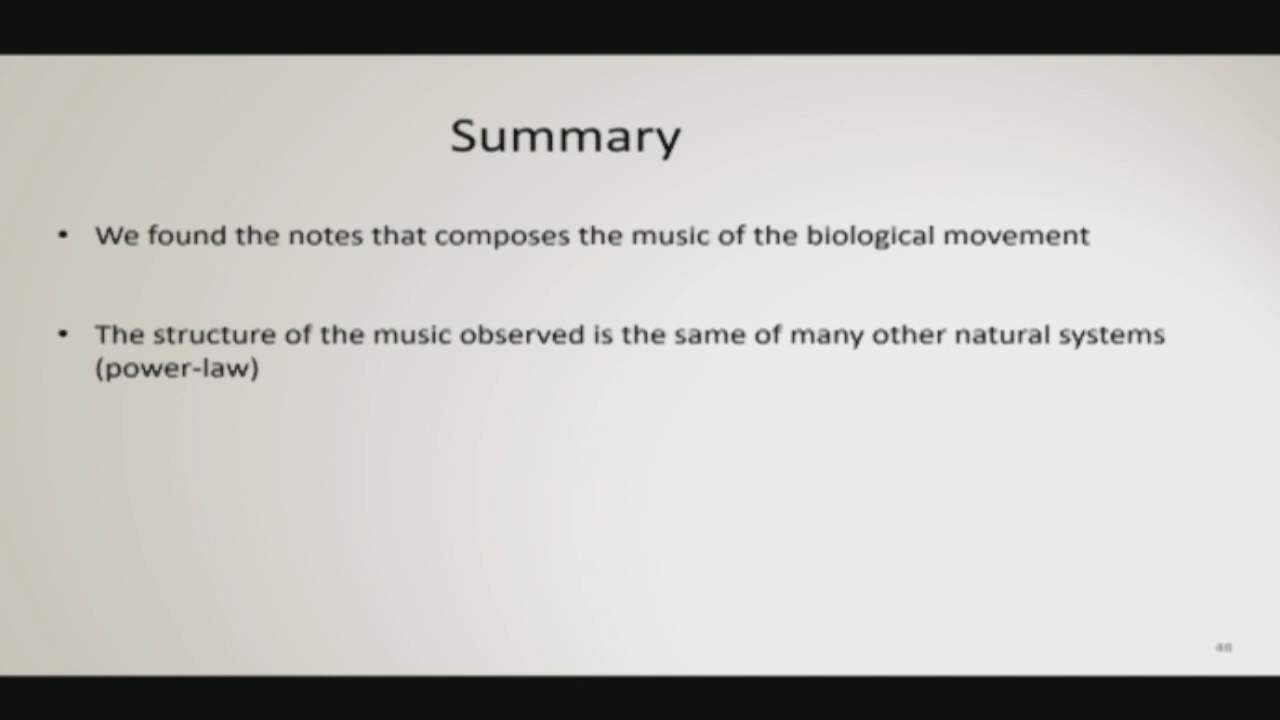 Summary
• We found the notes that composes the music of the biological movement
• The structure of the music observed is the same of many other natural systems
(power-law)